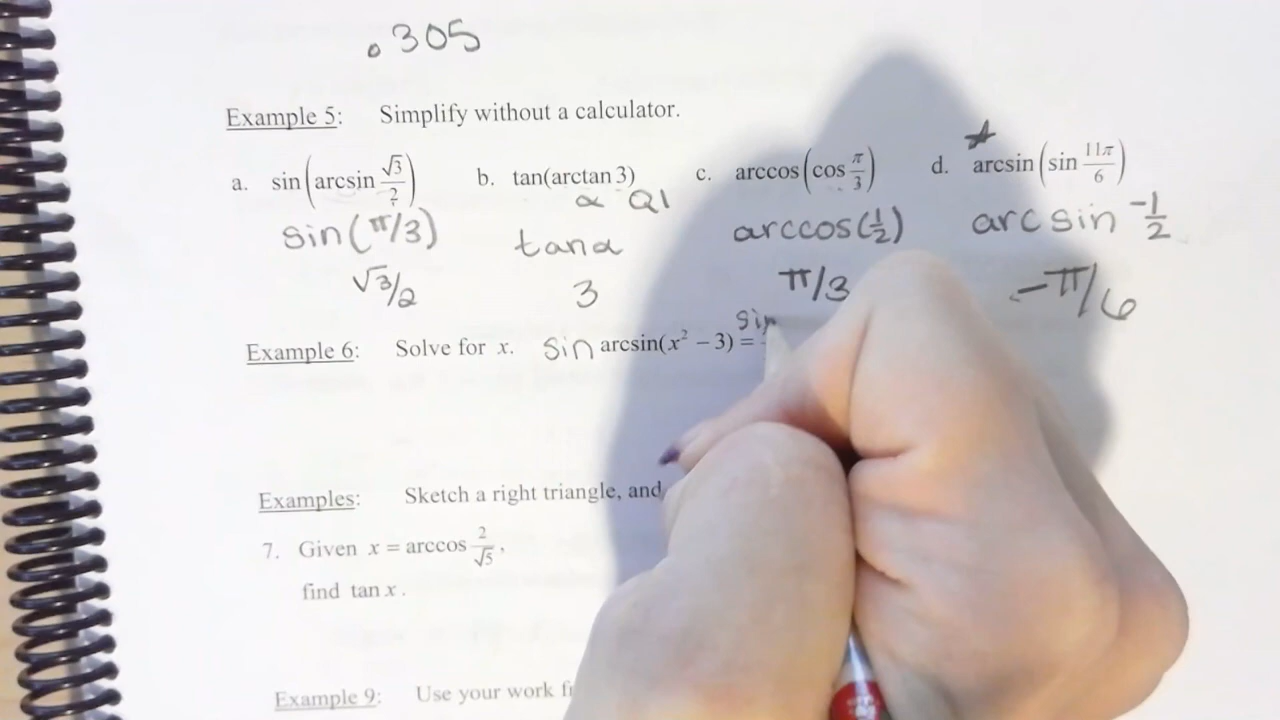 .305
Example 5: Simplify without a calculator.
a. sin(arcsin √3/2) b. tan(arctan 3) c. arccos(cos π/3) d. arcsin(sin 11π/6)
sin(π/3) α Q1 arccos(1/2) arcsin -1/2
√3/2 tan α π/3 -π/6
3
Example 6: Solve for x. sin arcsin(x² − 3) = sin
Examples: Sketch a right triangle, and
7. Given x = arccos 2/√5,
find tan x.
Example 9: Use your work